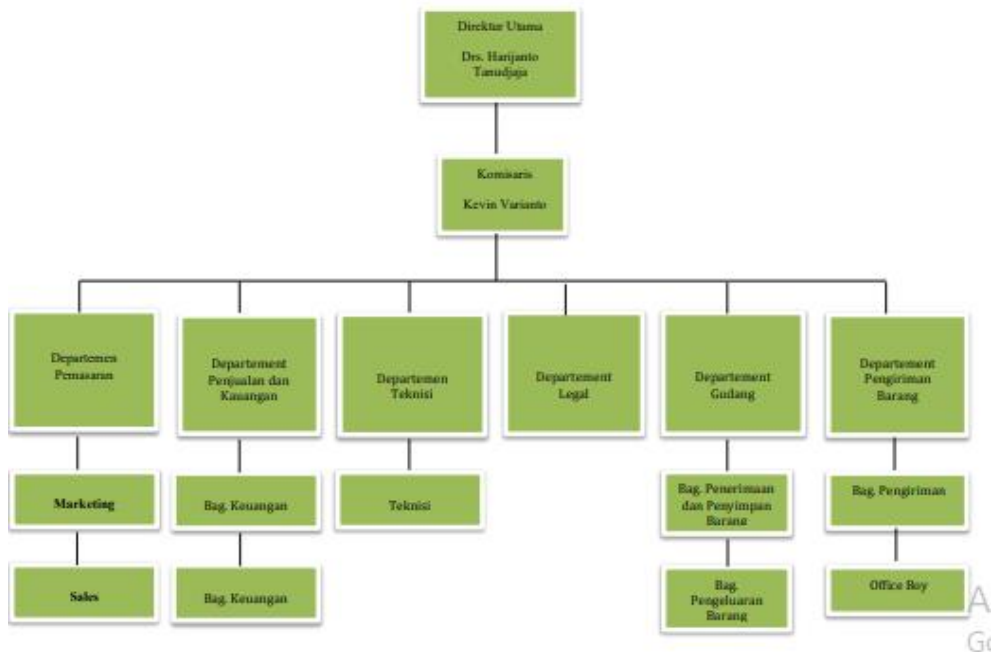 Direktur Utama
Drs. Harijanto
Tanudjaja
Komisaris
Kevin Varianto
Departemen
Pemasaran
Departement
Penjualan dan
Kauangan
Departemen
Teknisi
Departement
Legal
Departement
Gudang
Departement
Pengiriman
Barang
Marketing
Bag. Keuangan
Teknisi
Bag. Penerimaan
dan Penyimpan
Barang
Bag. Pengiriman
Sales
Bag. Keuangan
Bag.
Pengeluaran
Barang
Office Boy